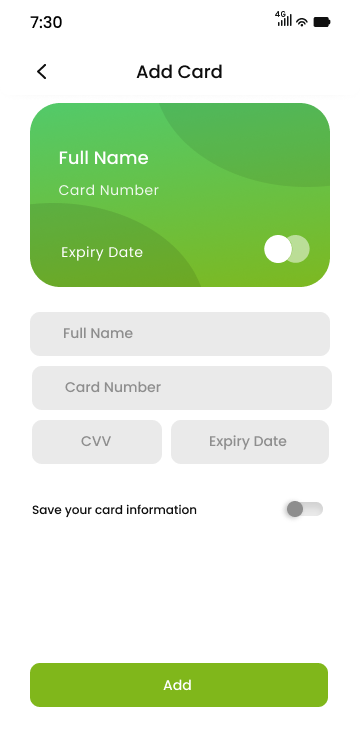 7:30
4G
Add Card
Full Name
Card Number
Expiry Date
Full Name
Card Number
CVV
Expiry Date
Save your card information
Add